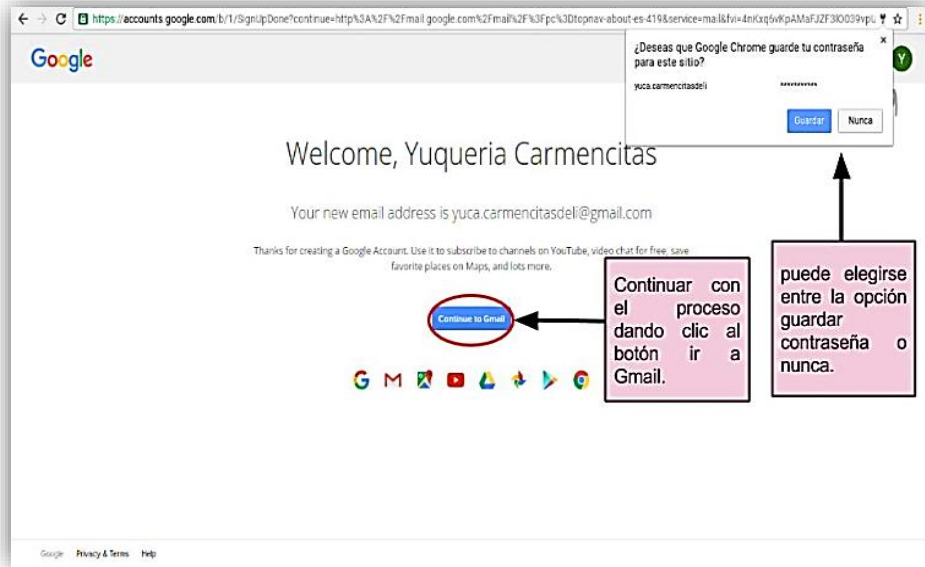 https://accounts.google.com/b/1/SignUpDone?continue=http%3A%2F%2Fmail.google.com%2Fmail%2F%3Fpc%3Dtopnav-about-es-419&service=mail&fvi=
¿Deseas que Google Chrome guarde tu contraseña
para este sitio?
×
yuca.carmencitasdeli
**********
Guardar
Nunca
Google
Y
Welcome, Yuqueria Carmencitas
Your new email address is yuca.carmencitasdeli@gmail.com
Thanks for creating a Google Account. Use it to subscribe to channels on YouTube, video chat for free, save
favorite places on Maps, and lots more.
Continue to Gmail
Continuar con
el proceso
dando clic al
botón ir a
Gmail.
puede elegirse
entre la opción
guardar
contraseña o
nunca.
Google Privacy & Terms Help